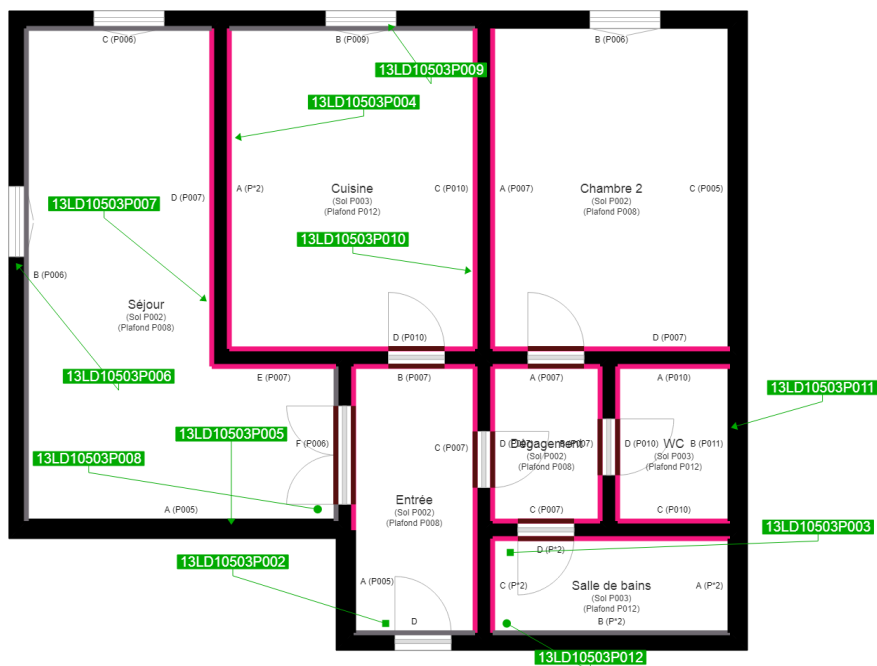 C (P006)
B (P009)
B (P006)
13LD10503P009
13LD10503P004
A (P*2)
Cuisine
(Sol P003)
(Plafond P012)
C (P010)
A (P007)
Chambre 2
(Sol P002)
(Plafond P008)
C (P005)
D (P007)
13LD10503P007
13LD10503P010
B (P006)
Séjour
(Sol P002)
(Plafond P008)
D (P010)
D (P007)
13LD10503P006
E (P007)
B (P007)
A (P007)
A (P010)
13LD10503P011
13LD10503P005
F (P006)
C (P007)
D (P007)
Dégagement
(Sol P002)
(Plafond P008)
B (P007)
D (P010)
WC
(Sol P003)
(Plafond P012)
B (P011)
13LD10503P008
A (P005)
Entrée
(Sol P002)
(Plafond P008)
C (P007)
C (P010)
13LD10503P003
13LD10503P002
D (P*2)
C (P*2)
Salle de bains
(Sol P003)
(Plafond P012)
A (P*2)
A (P005)
D
B (P*2)
13LD10503P012